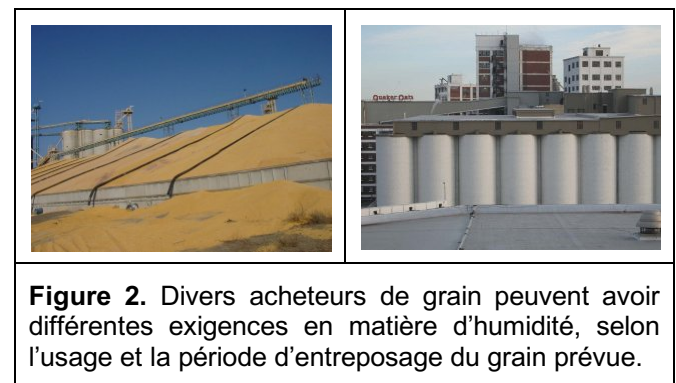 Quaker Oats
Figure 2. Divers acheteurs de grain peuvent avoir
différentes exigences en matière d’humidité, selon
l’usage et la période d’entreposage du grain prévue.